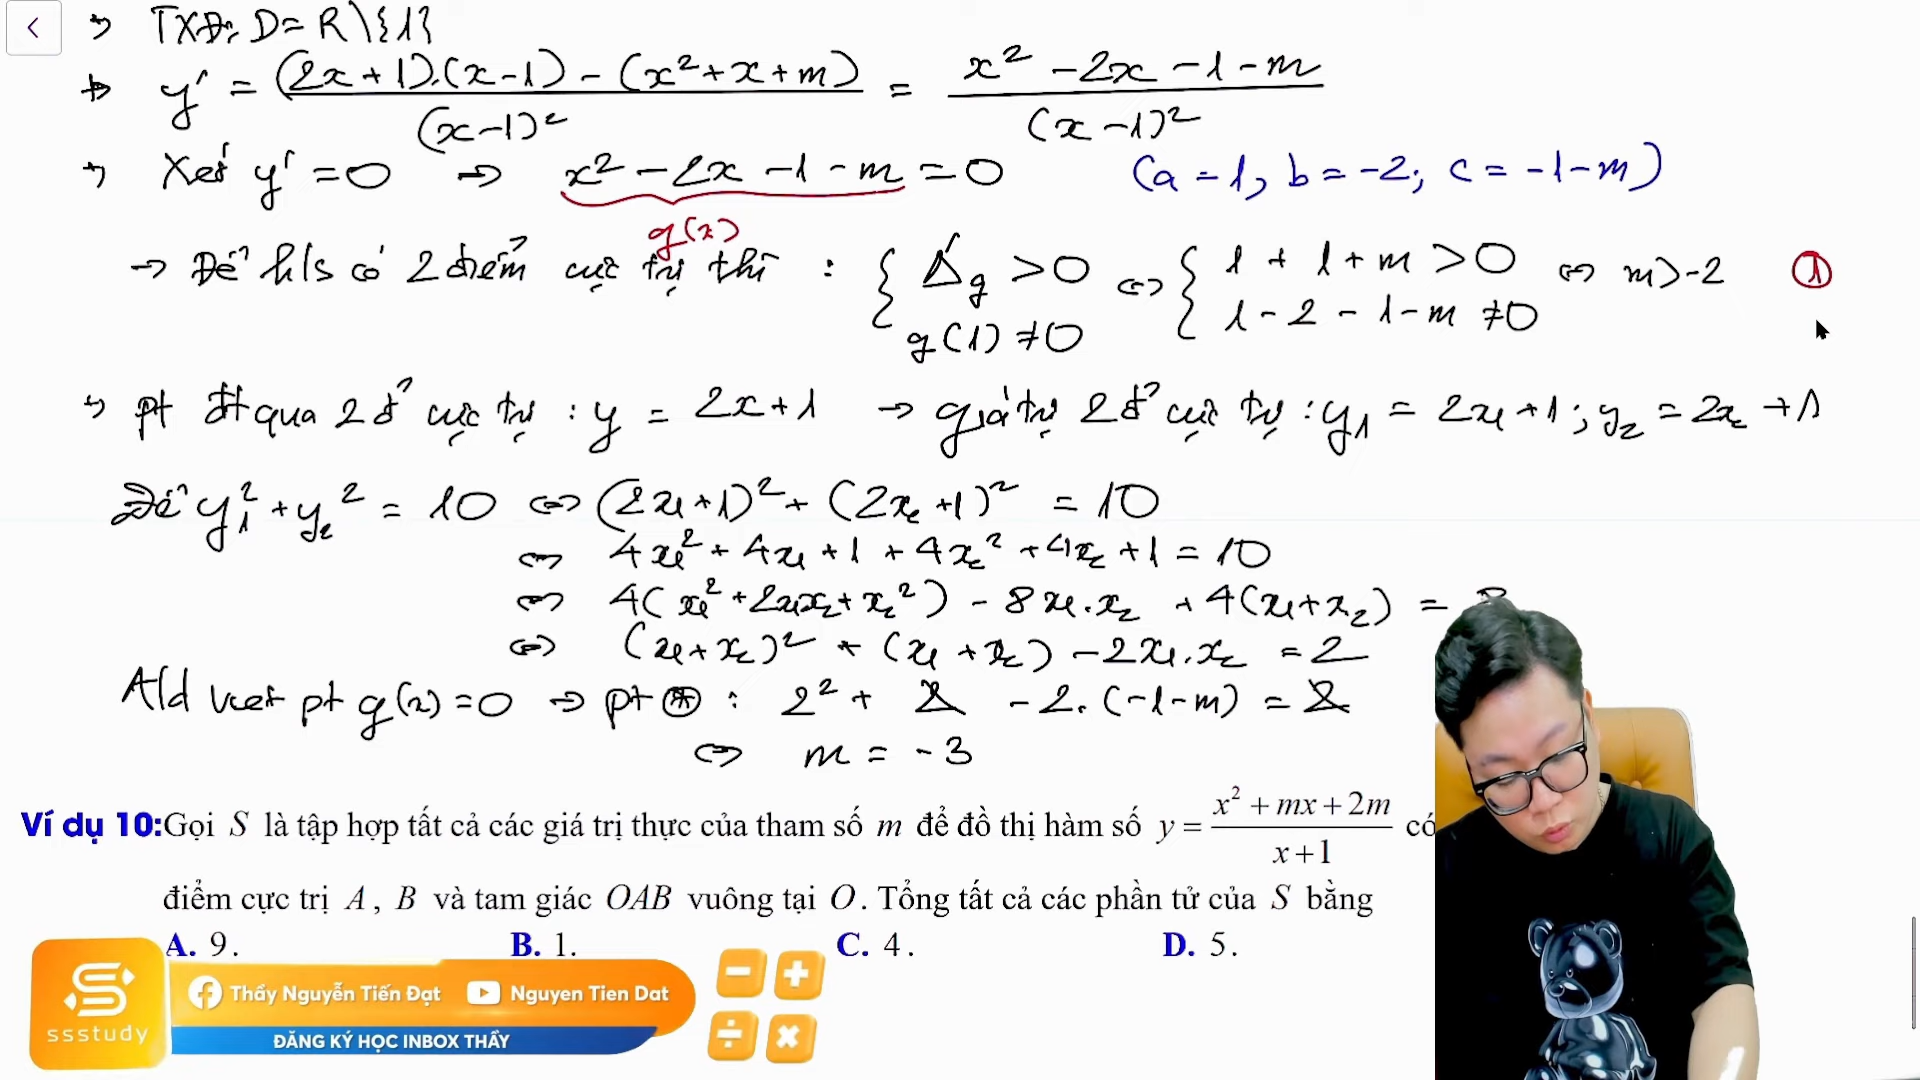 → TXĐ: D = R \ {1}
→ y' = ((2x+1).(x-1) - (x²+x+m)) / (x-1)² = (x² - 2x - 1 - m) / (x-1)²
→ Xét y' = 0 → x² - 2x - 1 - m = 0 (a = 1, b = -2; c = -1-m)
g(x)
→ Để h/s có 2 điểm cực trị thì : { Δ'g > 0 ⇔ { 1 + 1 + m > 0 ⇔ m > -2 ①
g(1) ≠ 0 1 - 2 - 1 - m ≠ 0
→ pt đt qua 2 đ' cực trị : y = 2x + 1 → giá trị 2 đ' cực trị : y₁ = 2x₁ + 1 ; y₂ = 2x₂ + 1
Để y₁² + y₂² = 10 ⇔ (2x₁ + 1)² + (2x₂ + 1)² = 10
⇔ 4x₁² + 4x₁ + 1 + 4x₂² + 4x₂ + 1 = 10
⇔ 4(x₁² + 2x₁x₂ + x₂²) - 8x₁.x₂ + 4(x₁ + x₂) =
⇔ (x₁ + x₂)² + (x₁ + x₂) - 2x₁.x₂ = 2
Ald viet pt g(x) = 0 → pt ⊛ : 2² + 2 - 2.(-1-m) = 2
⇔ m = -3
Ví dụ 10: Gọi S là tập hợp tất cả các giá trị thực của tham số m để đồ thị hàm số y = (x² + mx + 2m) / (x + 1) có
điểm cực trị A, B và tam giác OAB vuông tại O. Tổng tất cả các phần tử của S bằng
A. 9. B. 1. C. 4. D. 5.
ssstudy
Thầy Nguyễn Tiến Đạt Nguyen Tien Dat
ĐĂNG KÝ HỌC INBOX THẦY